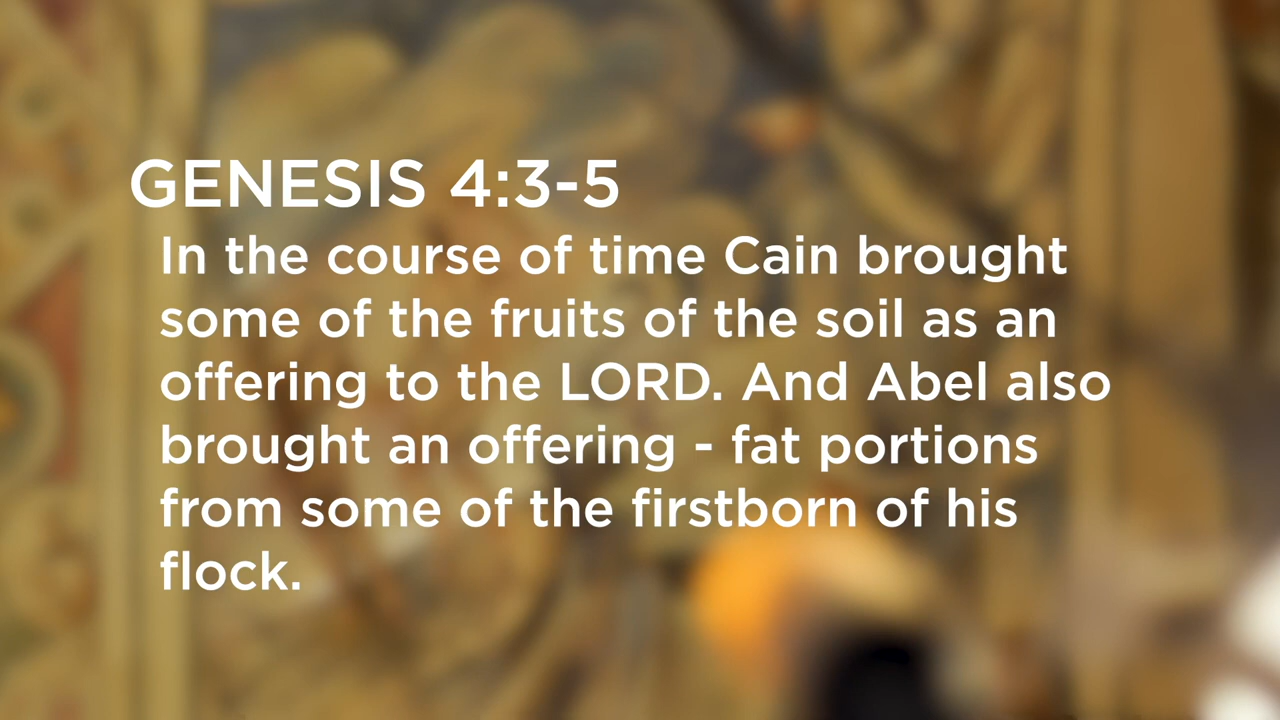 GENESIS 4:3-5
In the course of time Cain brought
some of the fruits of the soil as an
offering to the LORD. And Abel also
brought an offering - fat portions
from some of the firstborn of his
flock.